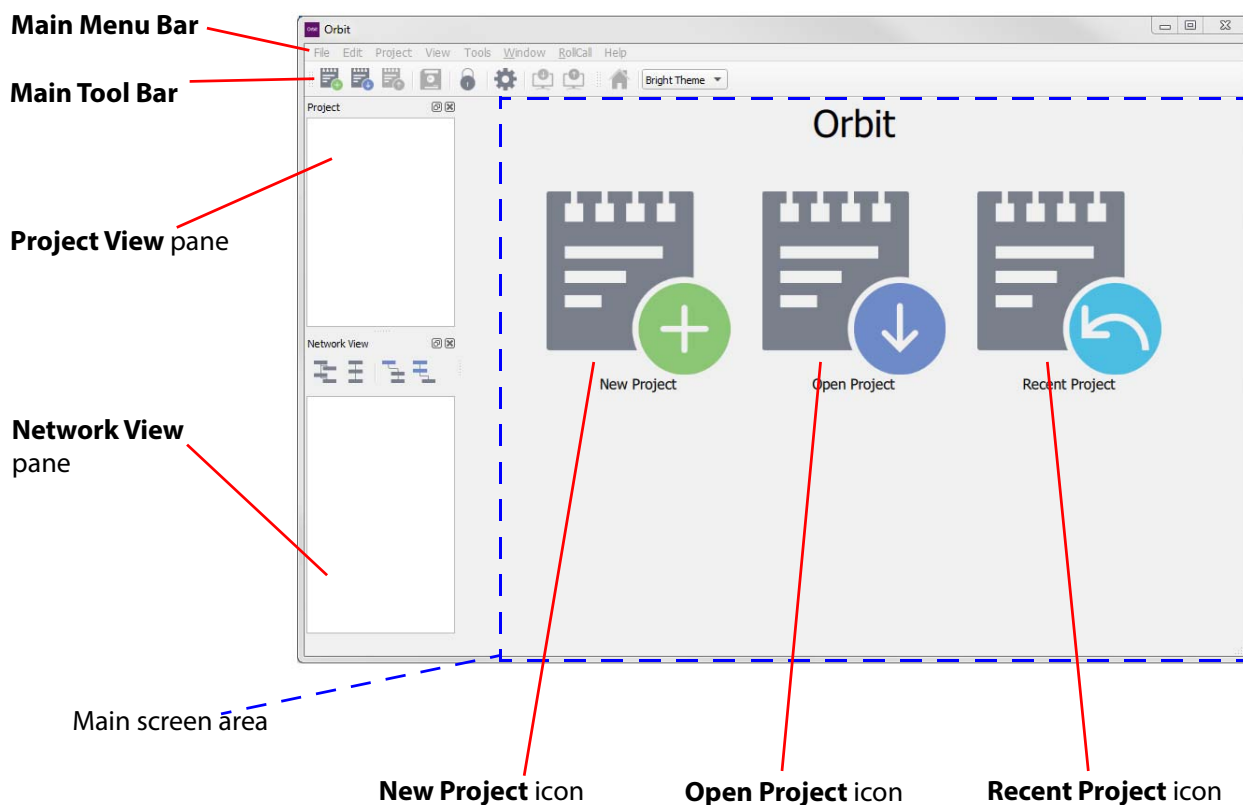 Main Menu Bar
Orbit
File Edit Project View Tools Window RollCall Help
Main Tool Bar
Bright Theme
Project
Orbit
Project View pane
New Project
Open Project
Recent Project
Network View
Network View
pane
Main screen area
New Project icon
Open Project icon
Recent Project icon